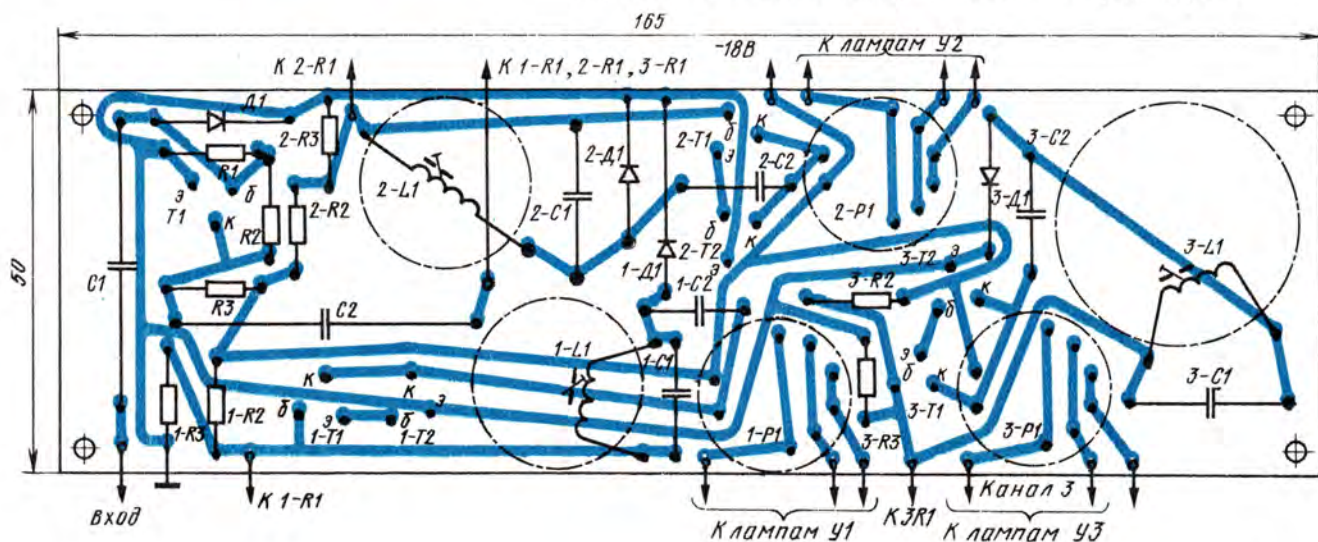 165
50
К 2-R1
К 1-R1, 2-R1, 3-R1
-18В
К лампам У2
Д1
R1
э
T1
б
к
R2
2-R3
2-R2
2-L1
2-C1
2-Д1
2-T1
б
э
к
2-C2
б
2-T2
к
э
2-P1
3-C2
3-Д1
3-L1
C1
R3
C2
1-Д1
1-C2
3-T2
э
3-R2
к
б
1-L1
1-C1
к
к
э
б
к
1-R3
1-R2
б
1-T1
э
б
1-T2
э
1-P1
3-R3
3-T1
3-P1
3-C1
Вход
К 1-R1
К лампам У1
К3R1
Канал 3
К лампам У3